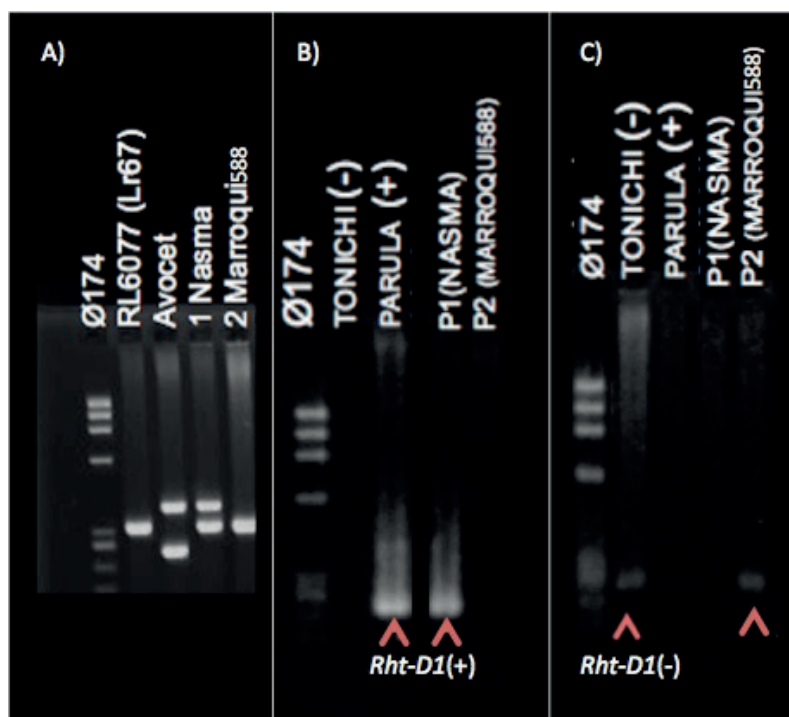 A)
Ø174
RL6077 (Lr67)
Avocet
1 Nasma
2 Marroqui588
B)
Ø174
TONICHI (-)
PARULA (+)
P1(NASMA)
P2 (MARROQUI588)
Rht-D1(+)
C)
Ø174
TONICHI (-)
PARULA (+)
P1(NASMA)
P2 (MARROQUI588)
Rht-D1(-)